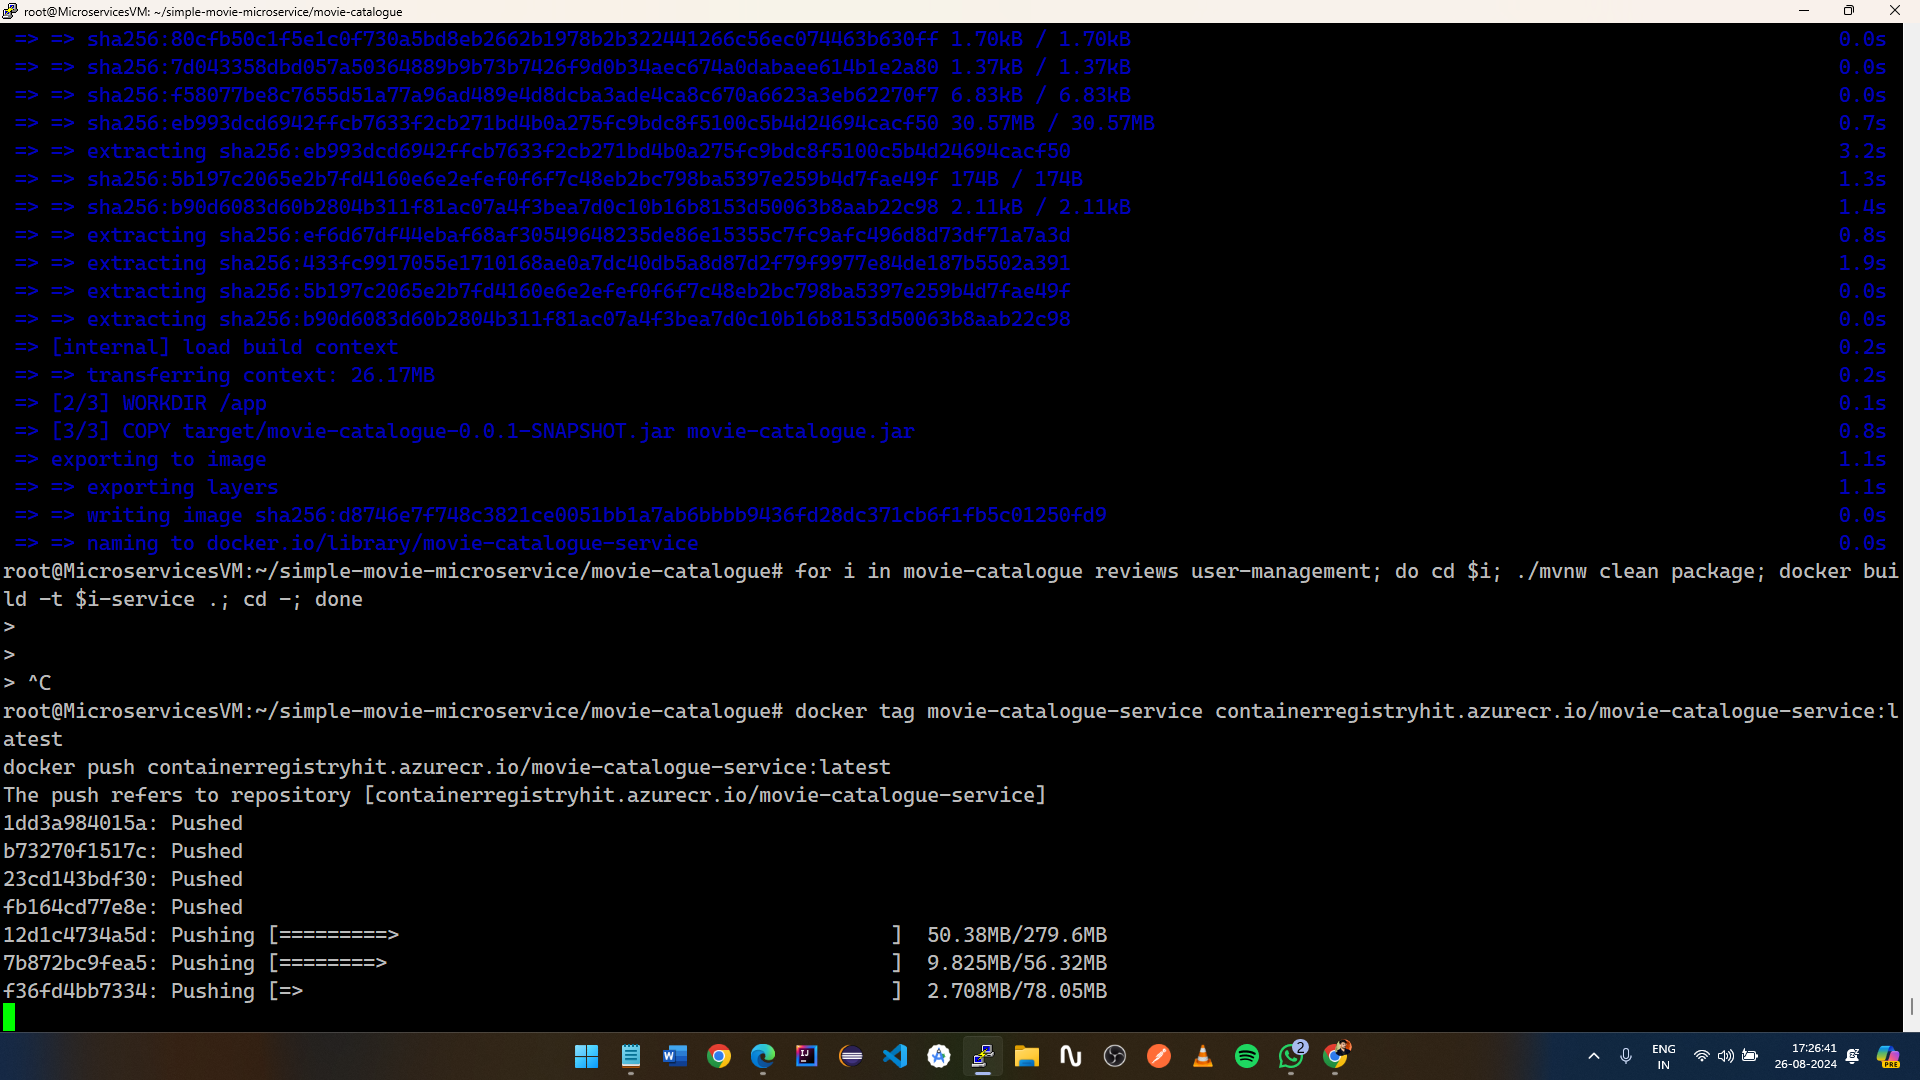 root@MicroservicesVM: ~/simple-movie-microservice/movie-catalogue
=> => sha256:80cfb50c1f5e1c0f730a5bd8eb2662b1978b2b322441266c56ec074463b630ff 1.70kB / 1.70kB 0.0s
=> => sha256:7d043358dbd057a50364889b9b73b7426f9d0b34aec674a0dabaee614b1e2a80 1.37kB / 1.37kB 0.0s
=> => sha256:f58077be8c7655d51a77a96ad489e4d8dcba3ade4ca8c670a6623a3eb62270f7 6.83kB / 6.83kB 0.0s
=> => sha256:eb993dcd6942ffcb7633f2cb271bd4b0a275fc9bdc8f5100c5b4d24694cacf50 30.57MB / 30.57MB 0.7s
=> => extracting sha256:eb993dcd6942ffcb7633f2cb271bd4b0a275fc9bdc8f5100c5b4d24694cacf50 3.2s
=> => sha256:5b197c2065e2b7fd4160e6e2efef0f6f7c48eb2bc798ba5397e259b4d7fae49f 174B / 174B 1.3s
=> => sha256:b90d6083d60b2804b311f81ac07a4f3bea7d0c10b16b8153d50063b8aab22c98 2.11kB / 2.11kB 1.4s
=> => extracting sha256:ef6d67df44ebaf68af30549648235de86e15355c7fc9afc496d8d73df71a7a3d 0.8s
=> => extracting sha256:433fc9917055e1710168ae0a7dc40db5a8d87d2f79f9977e84de187b5502a391 1.9s
=> => extracting sha256:5b197c2065e2b7fd4160e6e2efef0f6f7c48eb2bc798ba5397e259b4d7fae49f 0.0s
=> => extracting sha256:b90d6083d60b2804b311f81ac07a4f3bea7d0c10b16b8153d50063b8aab22c98 0.0s
=> [internal] load build context 0.2s
=> => transferring context: 26.17MB 0.2s
=> [2/3] WORKDIR /app 0.1s
=> [3/3] COPY target/movie-catalogue-0.0.1-SNAPSHOT.jar movie-catalogue.jar 0.8s
=> exporting to image 1.1s
=> => exporting layers 1.1s
=> => writing image sha256:d8746e7f748c3821ce0051bb1a7ab6bbbb9436fd28dc371cb6f1fb5c01250fd9 0.0s
=> => naming to docker.io/library/movie-catalogue-service 0.0s
root@MicroservicesVM:~/simple-movie-microservice/movie-catalogue# for i in movie-catalogue reviews user-management; do cd $i; ./mvnw clean package; docker bui
ld -t $i-service .; cd -; done
>
>
> ^C
root@MicroservicesVM:~/simple-movie-microservice/movie-catalogue# docker tag movie-catalogue-service containerregistryhit.azurecr.io/movie-catalogue-service:l
atest
docker push containerregistryhit.azurecr.io/movie-catalogue-service:latest
The push refers to repository [containerregistryhit.azurecr.io/movie-catalogue-service]
1dd3a984015a: Pushed
b73270f1517c: Pushed
23cd143bdf30: Pushed
fb164cd77e8e: Pushed
12d1c4734a5d: Pushing [=========> ] 50.38MB/279.6MB
7b872bc9fea5: Pushing [========> ] 9.825MB/56.32MB
f36fd4bb7334: Pushing [=> ] 2.708MB/78.05MB
2
ENG
IN
17:26:41
26-08-2024
PRE